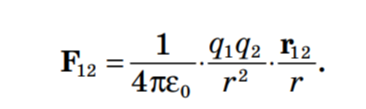 F₁₂ = 1/(4πε₀) · q₁q₂/r² · r₁₂/r.